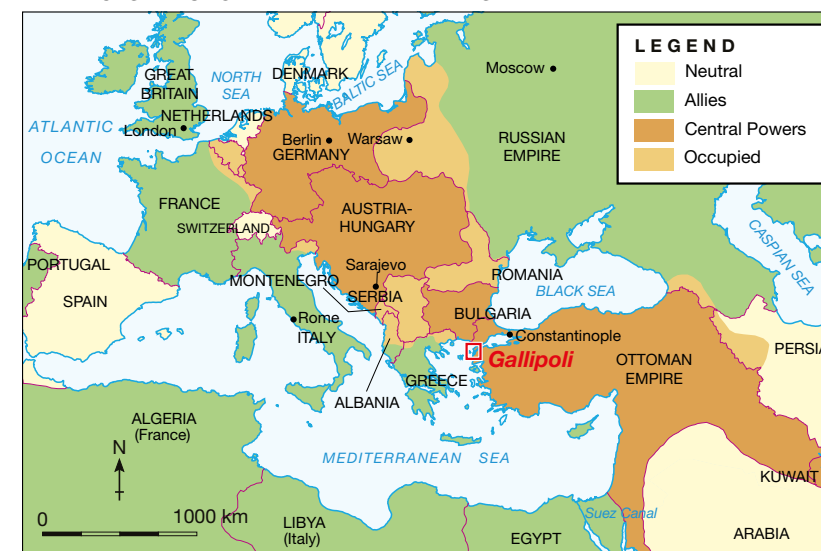 LEGEND
Neutral
Allies
Central Powers
Occupied
Moscow
GREAT
BRITAIN
NORTH
SEA
DENMARK
BALTIC SEA
NETHERLANDS
ATLANTIC
OCEAN
London
Berlin
GERMANY
Warsaw
RUSSIAN
EMPIRE
FRANCE
SWITZERLAND
AUSTRIA-
HUNGARY
CASPIAN SEA
PORTUGAL
SPAIN
MONTENEGRO
Sarajevo
SERBIA
ROMANIA
BLACK SEA
BULGARIA
Rome
ITALY
Constantinople
Gallipoli
OTTOMAN
EMPIRE
PERSI
GREECE
ALBANIA
ALGERIA
(France)
N
MEDITERRANEAN SEA
KUWAIT
0
1000 km
LIBYA
(Italy)
Suez Canal
EGYPT
ARABIA